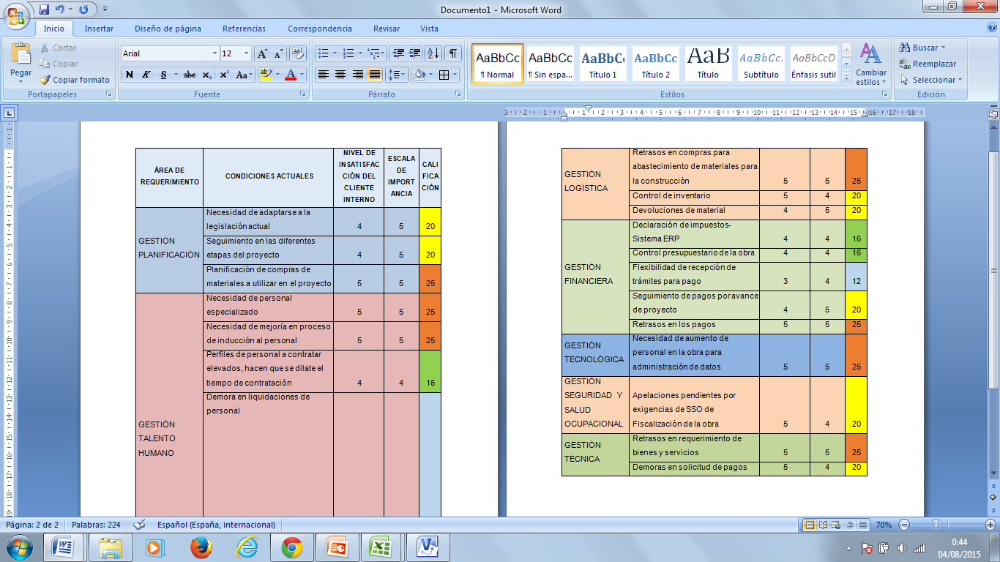 Documento1 - Microsoft Word
Inicio Insertar Diseño de página Referencias Correspondencia Revisar Vista
Pegar
Cortar
Copiar
Copiar formato
Portapapeles
Arial 12
N K S abc x₂ x² Aa
Fuente
Párrafo
AaBbCc AaBbCc AaBbCc AaBbCc AaB AaBbCc. AaBbCcD
¶ Normal ¶ Sin espa... Título 1 Título 2 Título Subtítulo Énfasis sutil
Cambiar
estilos
Estilos
Buscar
Reemplazar
Seleccionar
Edición
ÁREA DE
REQUERIMIENTO
CONDICIONES ACTUALES
NIVEL DE
INSATISFAC
CIÓN DEL
CLIENTE
INTERNO
ESCALA
DE
IMPORT
ANCIA
CALI
FICA
CIÓN
GESTIÓN
PLANIFICACIÓN
Necesidad de adaptarse a la
legislación actual 4 5 20
Seguimiento en las diferentes
etapas del proyecto 4 5 20
Planificación de compras de
materiales a utilizar en el proyecto 5 5 25
GESTIÓN
TALENTO
HUMANO
Necesidad de personal
especializado 5 5 25
Necesidad de mejoría en proceso
de inducción al personal 5 5 25
Perfiles de personal a contratar
elevados, hacen que se dilate el
tiempo de contratación 4 4 16
Demora en liquidaciones de
personal
GESTIÓN
LOGÍSTICA
Retrasos en compras para
abastecimiento de materiales para
la construcción 5 5 25
Control de inventario 5 4 20
Devoluciones de material 4 5 20
GESTIÓN
FINANCIERA
Declaración de impuestos-
Sistema ERP 4 4 16
Control presupuestario de la obra 4 4 16
Flexibilidad de recepción de
trámites para pago 3 4 12
Seguimiento de pagos por avance
de proyecto 4 5 20
Retrasos en los pagos 5 5 25
GESTIÓN
TECNOLÓGICA
Necesidad de aumento de
personal en la obra para
administración de datos 5 5 25
GESTIÓN
SEGURIDAD Y
SALUD
OCUPACIONAL
Apelaciones pendientes por
exigencias de SSO de
Fiscalización de la obra 5 4 20
GESTIÓN
TÉCNICA
Retrasos en requerimiento de
bienes y servicios 5 5 25
Demoras en solicitud de pagos 5 4 20
Página: 2 de 2 Palabras: 224 Español (España, internacional) 70%
0:44
04/08/2015